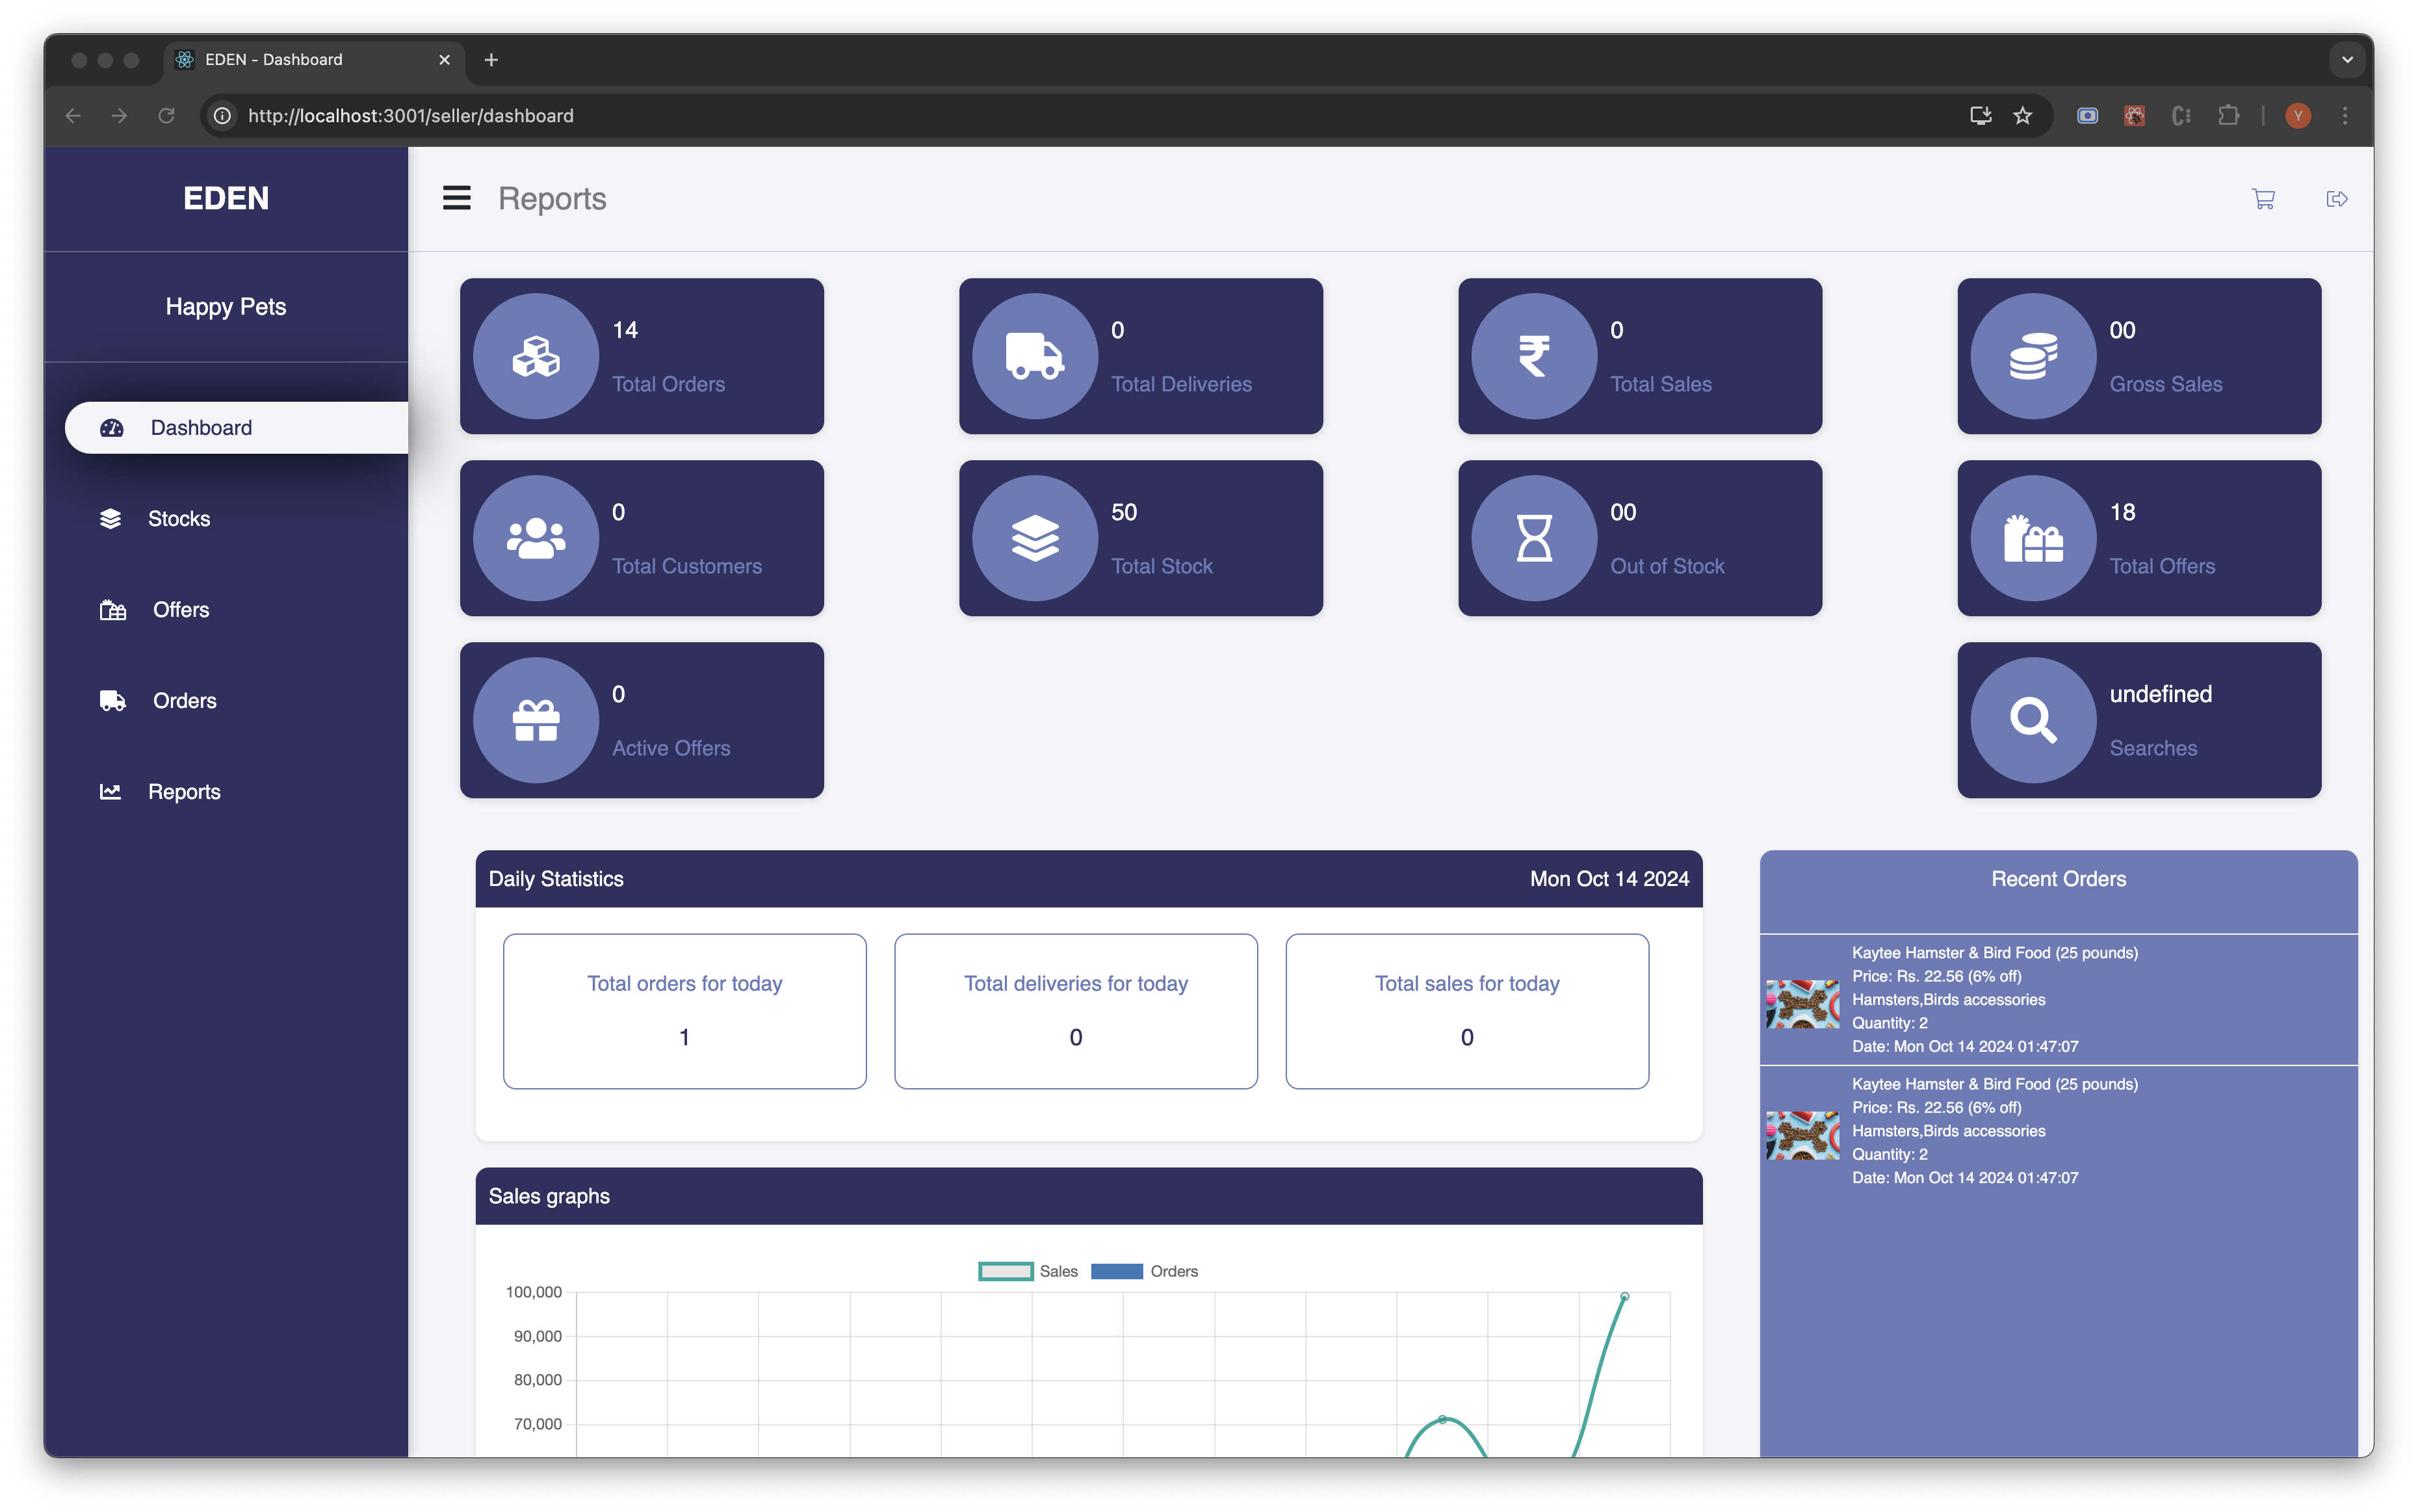 EDEN - Dashboard
http://localhost:3001/seller/dashboard
Y
EDEN
Reports
Happy Pets
Dashboard
Stocks
Offers
Orders
Reports
14
Total Orders
0
Total Deliveries
0
Total Sales
00
Gross Sales
0
Total Customers
50
Total Stock
00
Out of Stock
18
Total Offers
0
Active Offers
undefined
Searches
Daily Statistics
Mon Oct 14 2024
Total orders for today
1
Total deliveries for today
0
Total sales for today
0
Sales graphs
Sales
Orders
100,000
90,000
80,000
70,000
Recent Orders
Kaytee Hamster & Bird Food (25 pounds)
Price: Rs. 22.56 (6% off)
Hamsters,Birds accessories
Quantity: 2
Date: Mon Oct 14 2024 01:47:07
Kaytee Hamster & Bird Food (25 pounds)
Price: Rs. 22.56 (6% off)
Hamsters,Birds accessories
Quantity: 2
Date: Mon Oct 14 2024 01:47:07